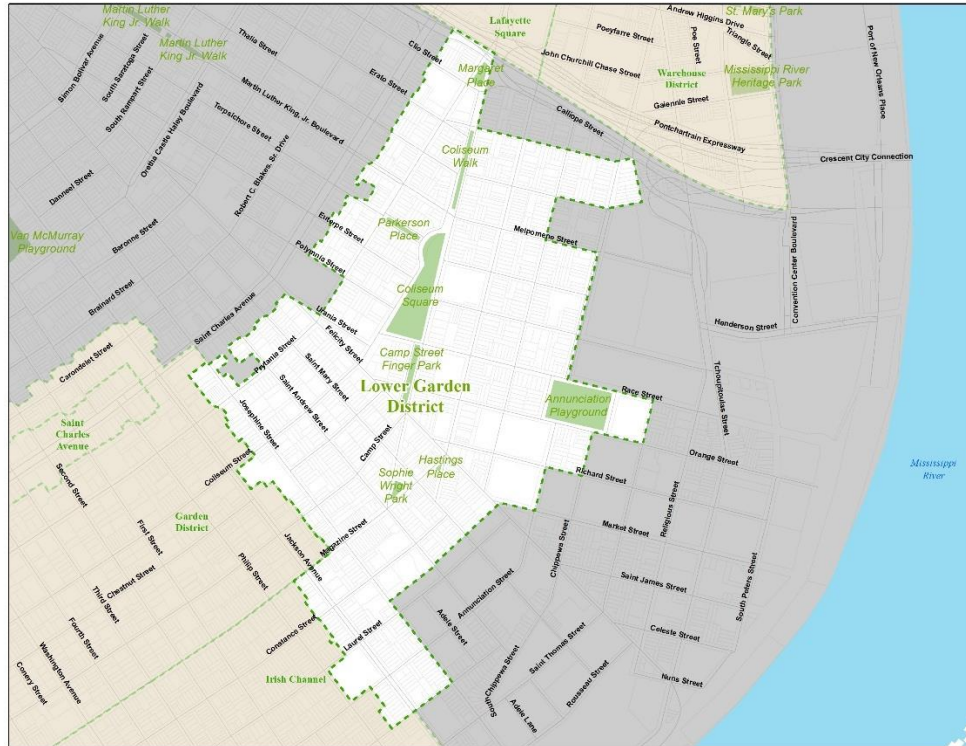 Martin Luther
King Jr. Walk
Martin Luther
King Jr. Walk
Simon Bolivar Avenue
South Saratoga Street
South Rampart Street
Oretha Castle Haley Boulevard
Thalia Street
Martin Luther King, Jr. Boulevard
Terpsichore Street
Robert C. Blakes, Sr. Drive
Clio Street
Erato Street
Lafayette
Square
Margaret
Place
Andrew Higgins Drive
St. Mary's Park
Poeyfarre Street
Poe Street
Triangle Street
John Churchill Chase Street
Warehouse
District
Mississippi River
Heritage Park
Gaiennie Street
Pontchartrain Expressway
Calliope Street
Port of New Orleans Place
Crescent City Connection
Convention Center Boulevard
Danneel Street
Van McMurray
Playground
Baronne Street
Brainard Street
Saint Charles Avenue
Carondelet Street
Coliseum
Walk
Parkerson
Place
Euterpe Street
Polymnia Street
Melpomene Street
Coliseum
Square
Urania Street
Felicity Street
Prytania Street
Saint Mary Street
Saint Andrew Street
Josephine Street
Camp Street
Finger Park
Lower Garden
District
Camp Street
Annunciation
Playground
Race Street
Henderson Street
Tchoupitoulas Street
Orange Street
Mississippi
River
Saint
Charles
Avenue
Second Street
Coliseum Street
Garden
District
First Street
Chestnut Street
Third Street
Fourth Street
Washington Avenue
Conery Street
Philip Street
Jackson Avenue
Magazine Street
Sophie
Wright
Park
Hastings
Place
Richard Street
Religious Street
Market Street
Chippewa Street
Saint James Street
South Peters Street
Celeste Street
Nuns Street
Annunciation Street
Adele Street
Constance Street
Laurel Street
Irish Channel
South Chippewa Street
Saint Thomas Street
Rousseau Street
Adele Lane